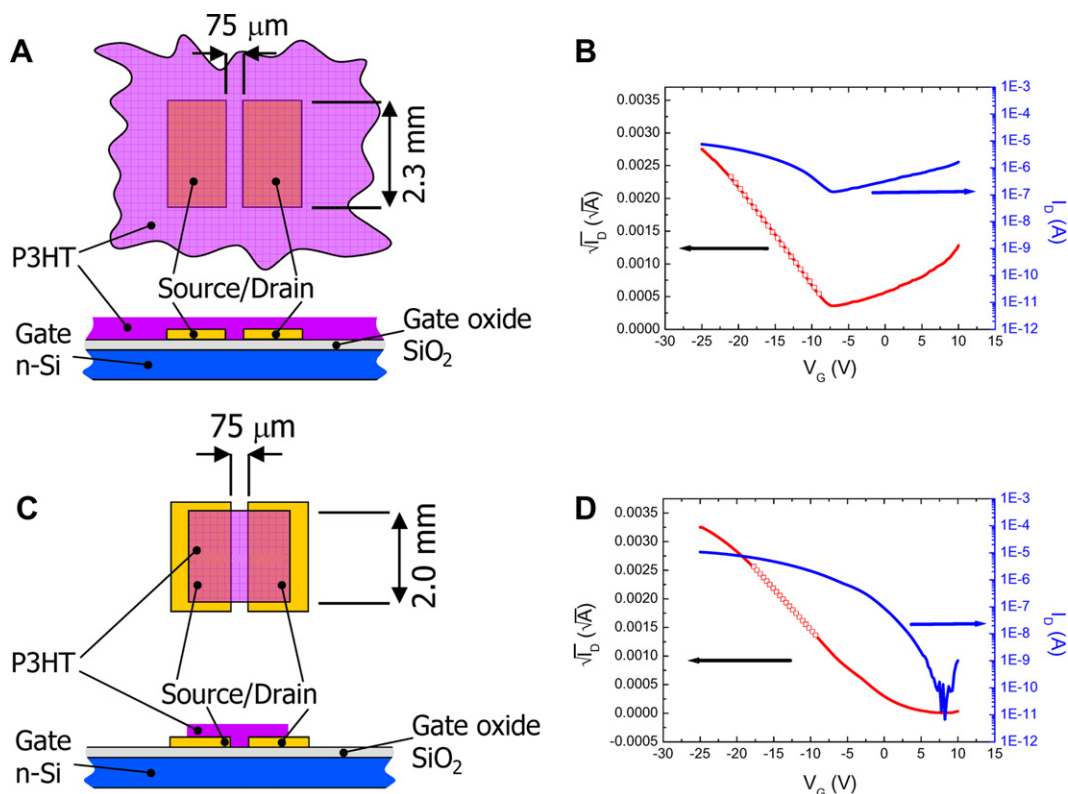 A
75 μm
2.3 mm
P3HT
Source/Drain
Gate
n-Si
Gate oxide
SiO₂
B
0.0035
0.0030
0.0025
0.0020
0.0015
0.0010
0.0005
0.0000
√I_D (√A)
1E-3
1E-4
1E-5
1E-6
1E-7
1E-8
1E-9
1E-10
1E-11
1E-12
I_D (A)
-30 -25 -20 -15 -10 -5 0 5 10 15
V_G (V)
C
75 μm
2.0 mm
P3HT
Source/Drain
Gate
n-Si
Gate oxide
SiO₂
D
0.0035
0.0030
0.0025
0.0020
0.0015
0.0010
0.0005
0.0000
-0.0005
√I_D (√A)
1E-3
1E-4
1E-5
1E-6
1E-7
1E-8
1E-9
1E-10
1E-11
1E-12
I_D (A)
-30 -25 -20 -15 -10 -5 0 5 10 15
V_G (V)